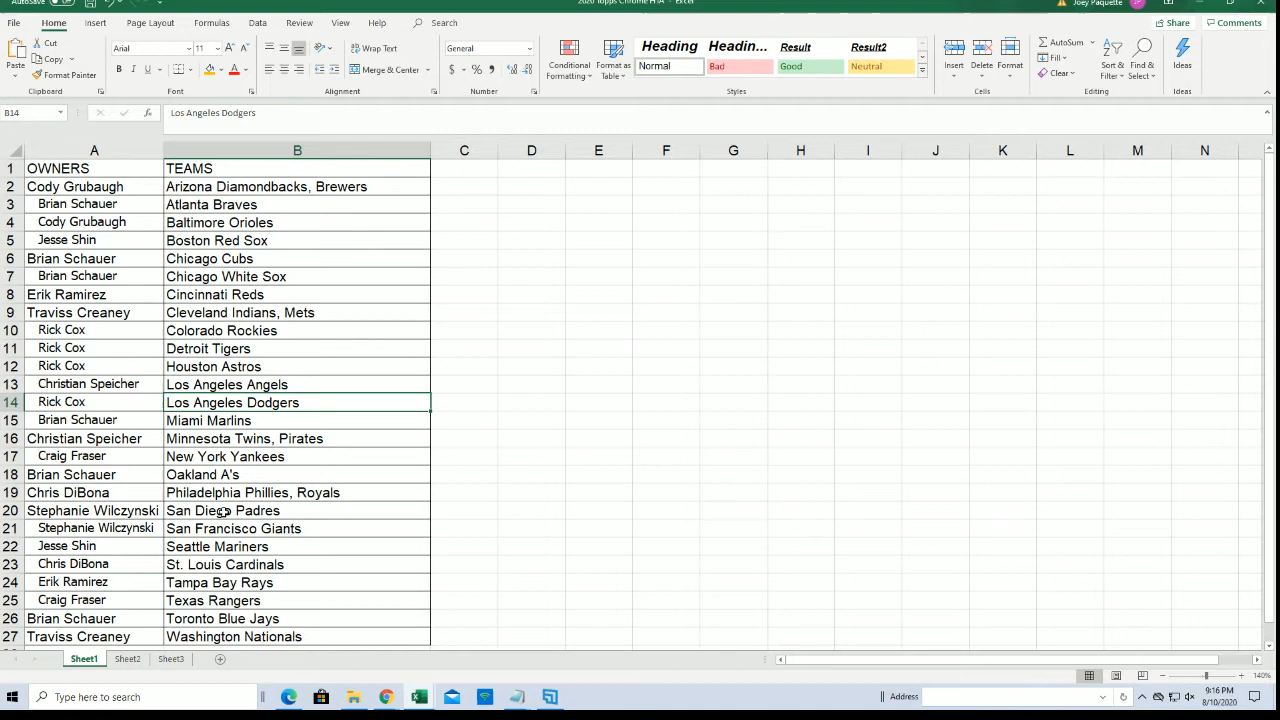 AutoSave Off 2020 Topps Chrome HTA - Excel Joey Paquette JP
File Home Insert Page Layout Formulas Data Review View Help Search Share Comments
Paste Cut Copy Format Painter Clipboard
Arial 11 B I U A Font
Wrap Text Merge & Center Alignment
General $ % , Number
Conditional Formatting Format as Table
Heading Headin... Result Result2
Normal Bad Good Neutral
Styles
Insert Delete Format Cells
AutoSum Fill Clear Sort & Filter Find & Select Editing
Ideas Ideas
B14 fx Los Angeles Dodgers
A B C D E F G H I J K L M N
1 OWNERS TEAMS
2 Cody Grubaugh Arizona Diamondbacks, Brewers
3 Brian Schauer Atlanta Braves
4 Cody Grubaugh Baltimore Orioles
5 Jesse Shin Boston Red Sox
6 Brian Schauer Chicago Cubs
7 Brian Schauer Chicago White Sox
8 Erik Ramirez Cincinnati Reds
9 Traviss Creaney Cleveland Indians, Mets
10 Rick Cox Colorado Rockies
11 Rick Cox Detroit Tigers
12 Rick Cox Houston Astros
13 Christian Speicher Los Angeles Angels
14 Rick Cox Los Angeles Dodgers
15 Brian Schauer Miami Marlins
16 Christian Speicher Minnesota Twins, Pirates
17 Craig Fraser New York Yankees
18 Brian Schauer Oakland A's
19 Chris DiBona Philadelphia Phillies, Royals
20 Stephanie Wilczynski San Diego Padres
21 Stephanie Wilczynski San Francisco Giants
22 Jesse Shin Seattle Mariners
23 Chris DiBona St. Louis Cardinals
24 Erik Ramirez Tampa Bay Rays
25 Craig Fraser Texas Rangers
26 Brian Schauer Toronto Blue Jays
27 Traviss Creaney Washington Nationals
Sheet1 Sheet2 Sheet3
140%
Type here to search Address 9:16 PM
8/10/2020